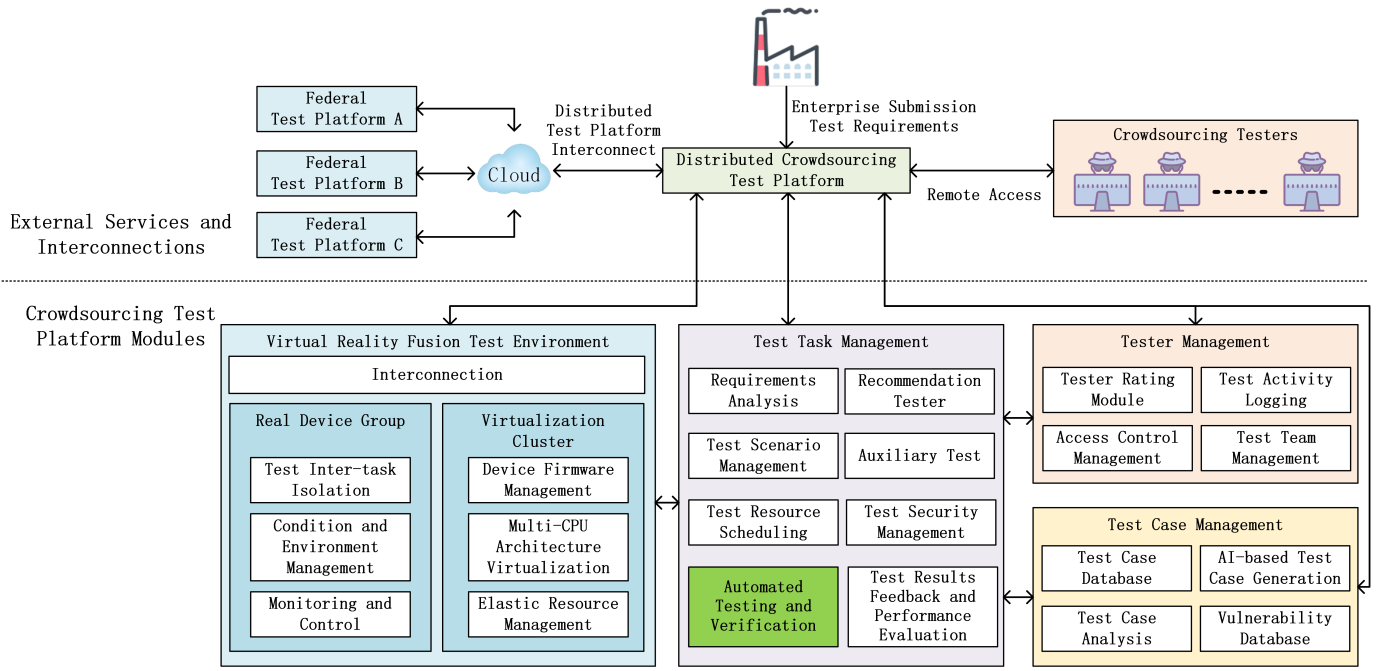 Enterprise Submission
Test Requirements
Federal
Test Platform A
Federal
Test Platform B
Federal
Test Platform C
Cloud
Distributed
Test Platform
Interconnect
Distributed Crowdsourcing
Test Platform
Remote Access
Crowdsourcing Testers
External Services and
Interconnections
Crowdsourcing Test
Platform Modules
Virtual Reality Fusion Test Environment
Interconnection
Real Device Group
Test Inter-task
Isolation
Condition and
Environment
Management
Monitoring and
Control
Virtualization
Cluster
Device Firmware
Management
Multi-CPU
Architecture
Virtualization
Elastic Resource
Management
Test Task Management
Requirements
Analysis
Recommendation
Tester
Test Scenario
Management
Auxiliary Test
Test Resource
Scheduling
Test Security
Management
Automated
Testing and
Verification
Test Results
Feedback and
Performance
Evaluation
Tester Management
Tester Rating
Module
Test Activity
Logging
Access Control
Management
Test Team
Management
Test Case Management
Test Case
Database
AI-based Test
Case Generation
Test Case
Analysis
Vulnerability
Database